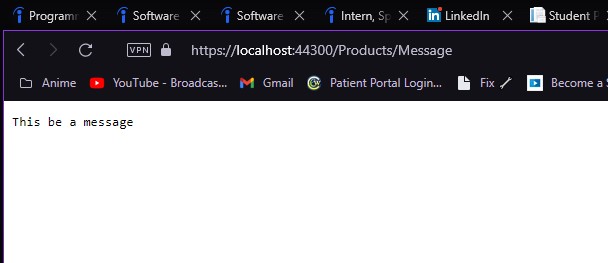 Programm Software Software Intern, Sp LinkedIn Student P
VPN https://localhost:44300/Products/Message
Anime YouTube - Broadcas... Gmail Patient Portal Login... Fix Become a S
This be a message